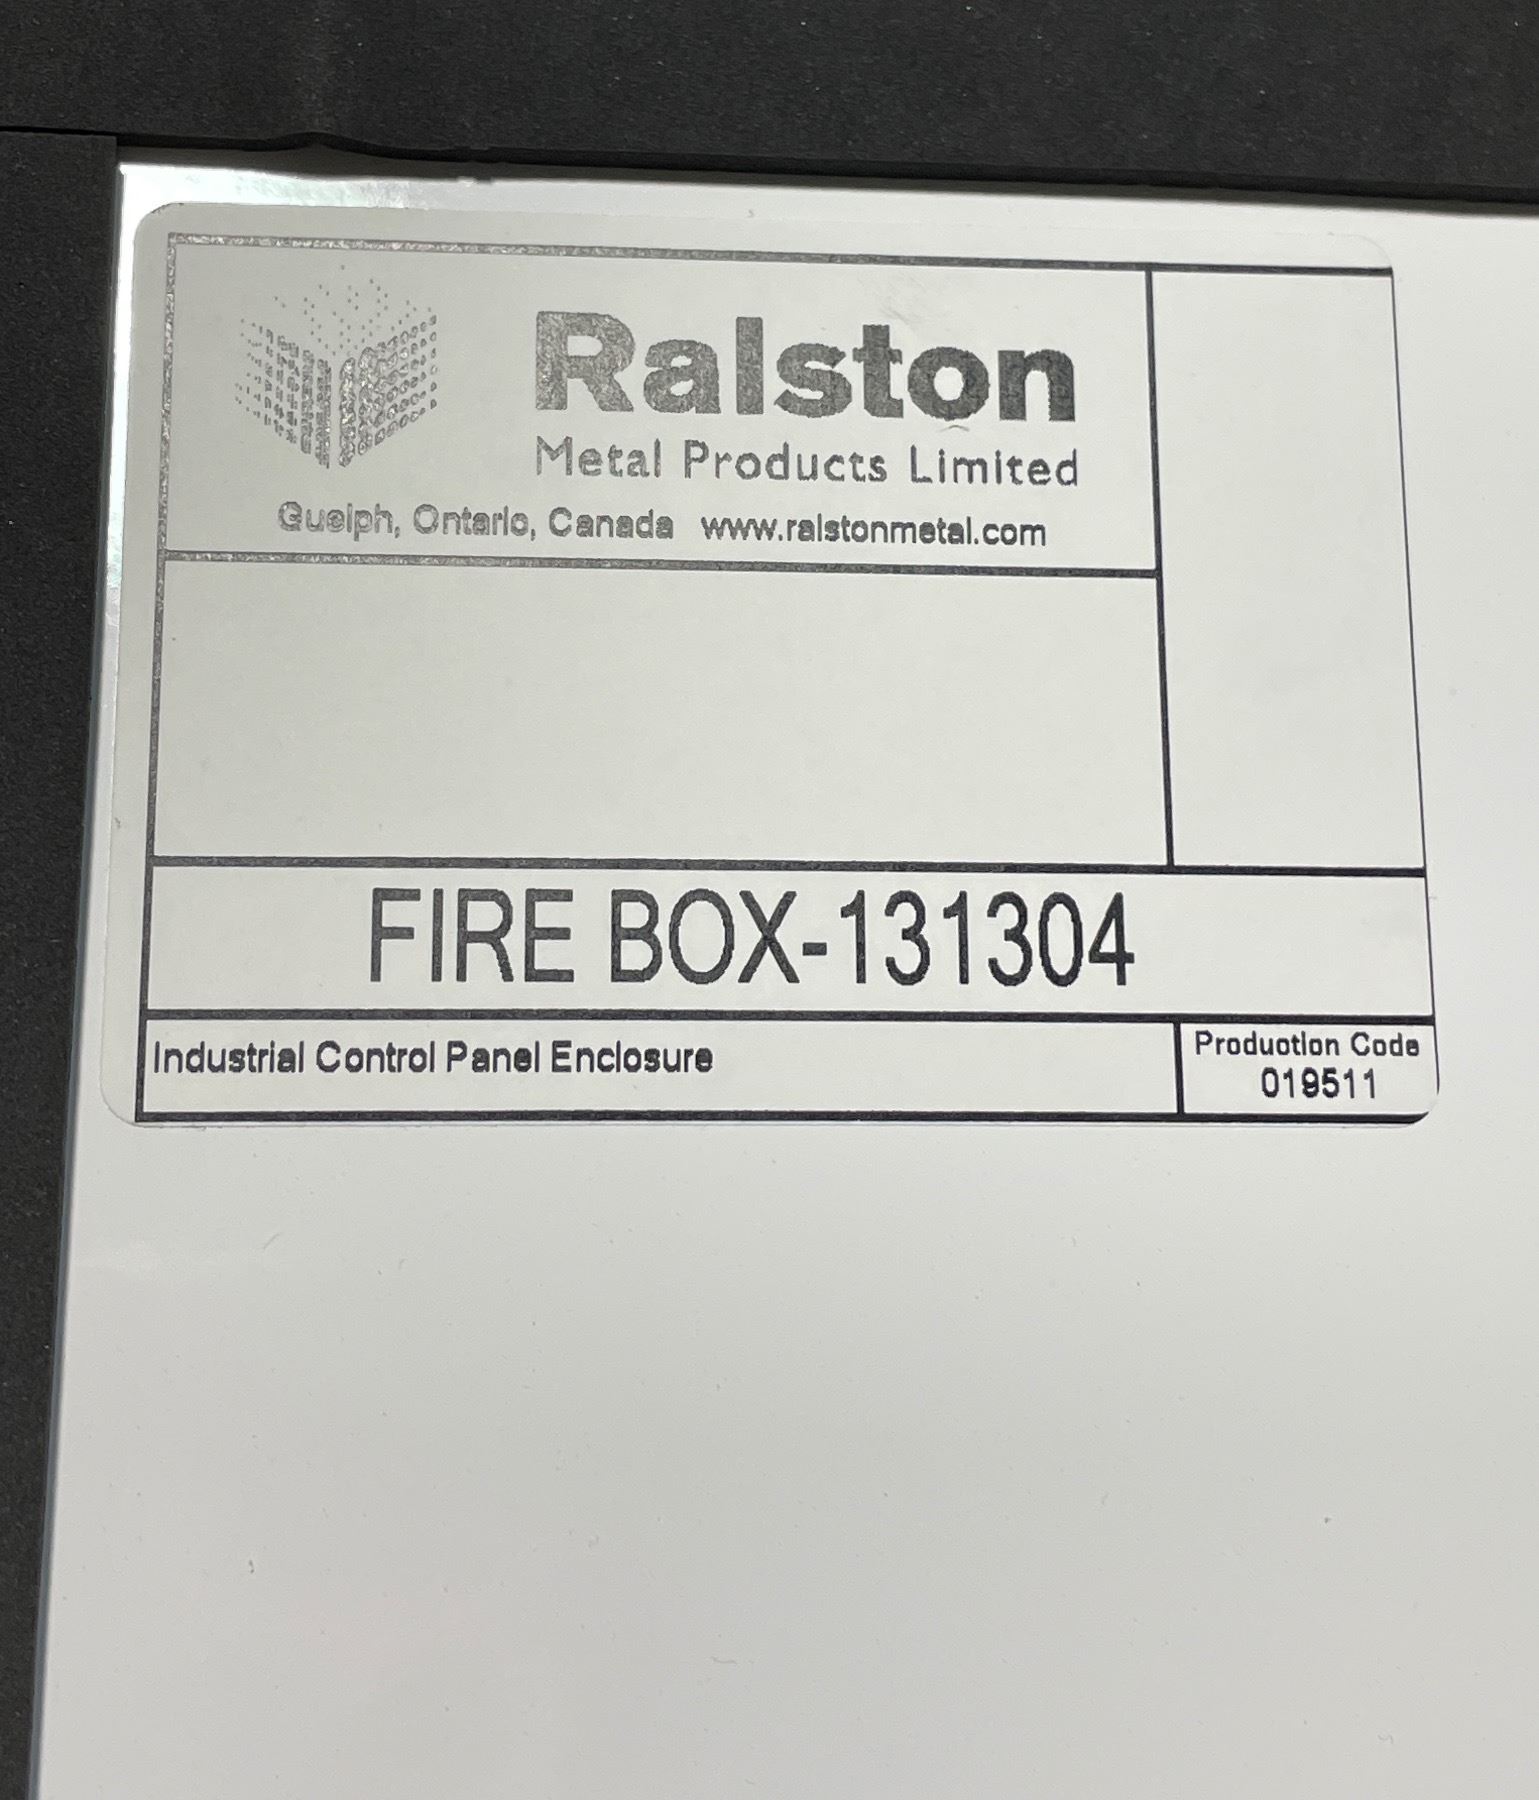 Ralston
Metal Products Limited
Guelph, Ontario, Canada www.ralstonmetal.com
FIRE BOX-131304
Industrial Control Panel Enclosure
Production Code
019511